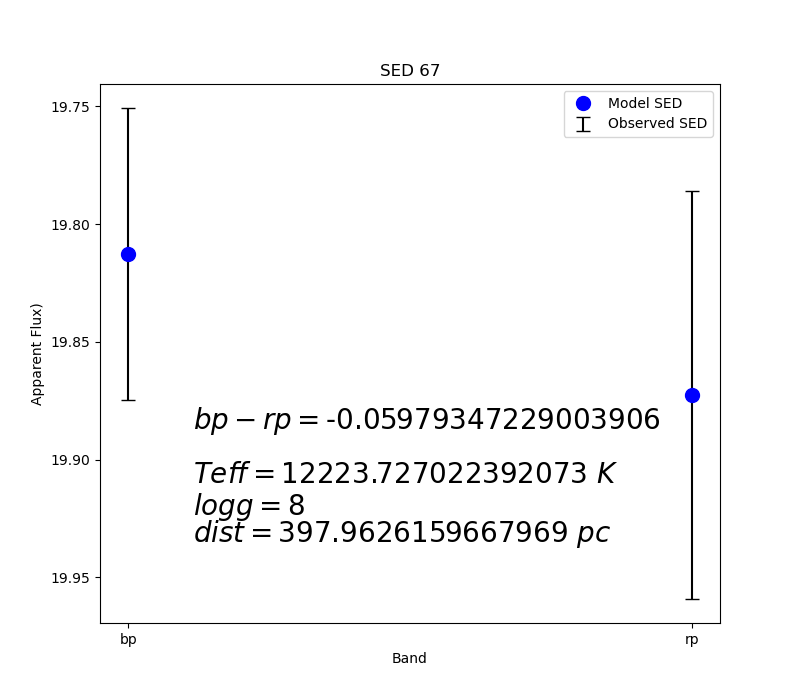 SED 67
Model SED
Observed SED
19.75
19.80
19.85
19.90
19.95
Apparent Flux)
bp − rp = -0.05979347229003906
Teff = 12223.727022392073 K
logg = 8
dist = 397.9626159667969 pc
bp
rp
Band